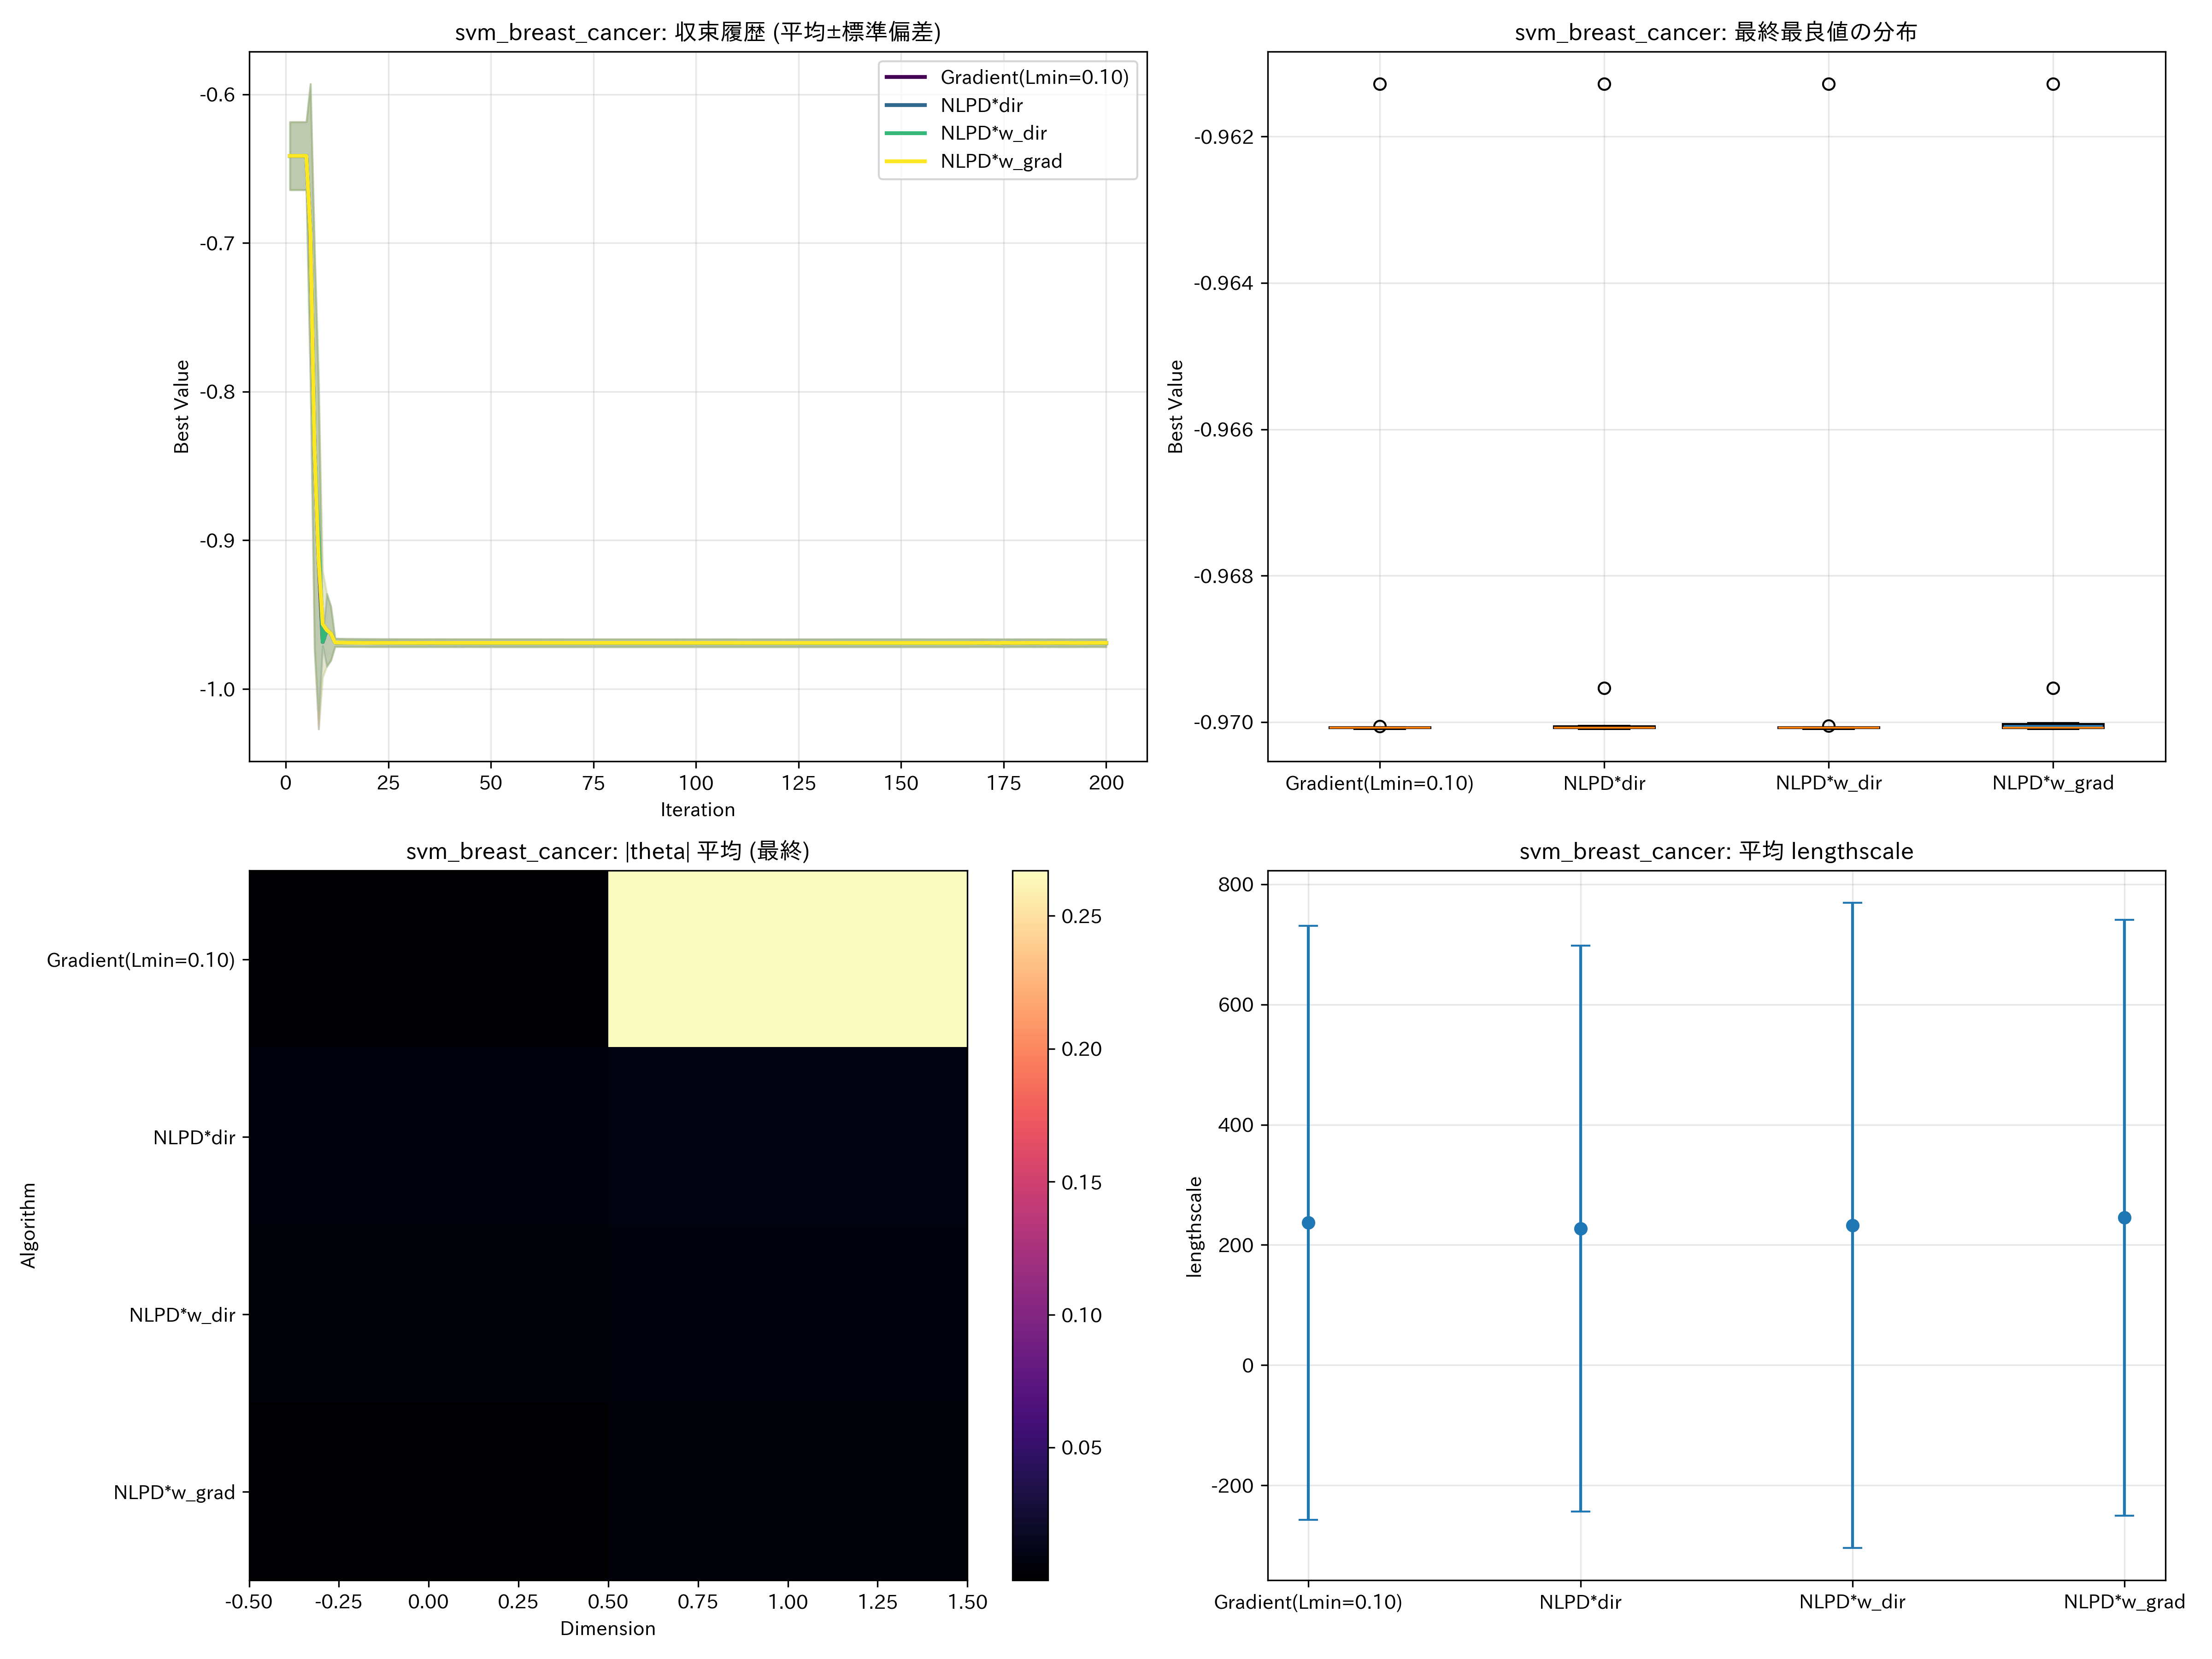 svm_breast_cancer: 収束履歴 (平均±標準偏差)
Best Value
-0.6
-0.7
-0.8
-0.9
-1.0
Gradient(Lmin=0.10)
NLPD*dir
NLPD*w_dir
NLPD*w_grad
0 25 50 75 100 125 150 175 200
Iteration
svm_breast_cancer: 最終最良値の分布
Best Value
-0.962
-0.964
-0.966
-0.968
-0.970
Gradient(Lmin=0.10) NLPD*dir NLPD*w_dir NLPD*w_grad
svm_breast_cancer: |theta| 平均 (最終)
Algorithm
Gradient(Lmin=0.10)
NLPD*dir
NLPD*w_dir
NLPD*w_grad
-0.50 -0.25 0.00 0.25 0.50 0.75 1.00 1.25 1.50
Dimension
0.25
0.20
0.15
0.10
0.05
svm_breast_cancer: 平均 lengthscale
lengthscale
800
600
400
200
0
-200
Gradient(Lmin=0.10) NLPD*dir NLPD*w_dir NLPD*w_grad